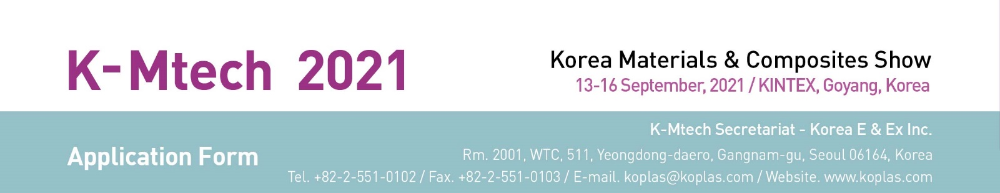 K-Mtech 2021
Korea Materials & Composites Show
13-16 September, 2021 / KINTEX, Goyang, Korea
Application Form
K-Mtech Secretariat - Korea E & Ex Inc.
Rm. 2001, WTC, 511, Yeongdong-daero, Gangnam-gu, Seoul 06164, Korea
Tel. +82-2-551-0102 / Fax. +82-2-551-0103 / E-mail. koplas@koplas.com / Website. www.koplas.com